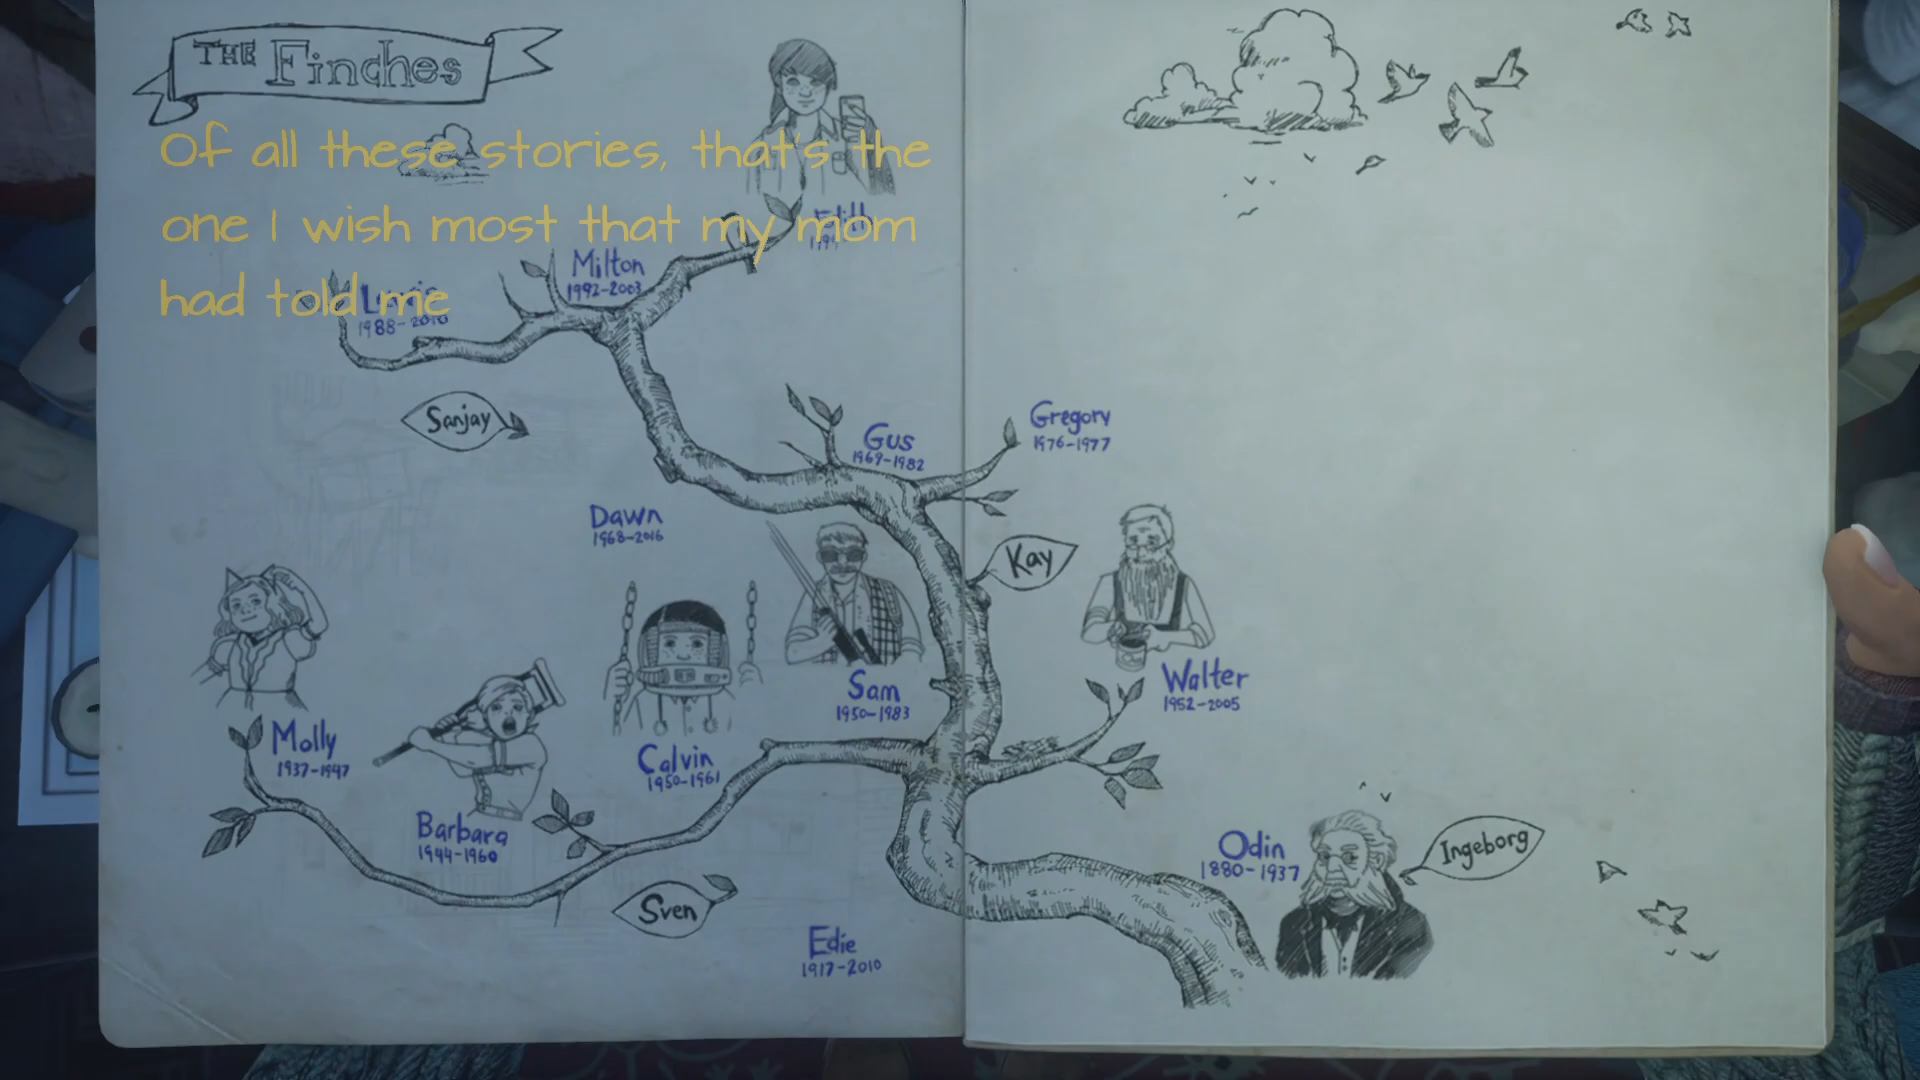 THE Finches
Of all these stories, that's the
one I wish most that my mom
had told me
Edith
Milton
1992-2003
Lewis
1988-2010
Sanjay
Gus
1969-1982
Gregory
1976-1977
Dawn
1968-2016
Kay
Sam
1950-1983
Walter
1952-2005
Molly
1937-1947
Calvin
1950-1961
Barbara
1944-1960
Odin
1880-1937
Ingeborg
Sven
Edie
1917-2010